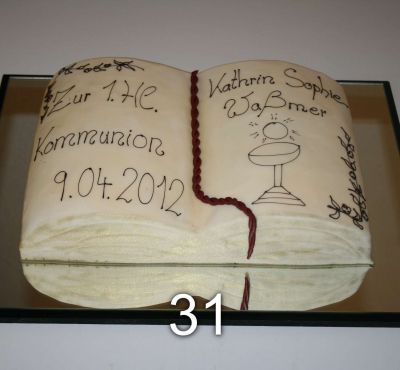 Zur 1. Hl.
Kommunion
9.04.2012
Kathrin Sophie
Waßmer
31